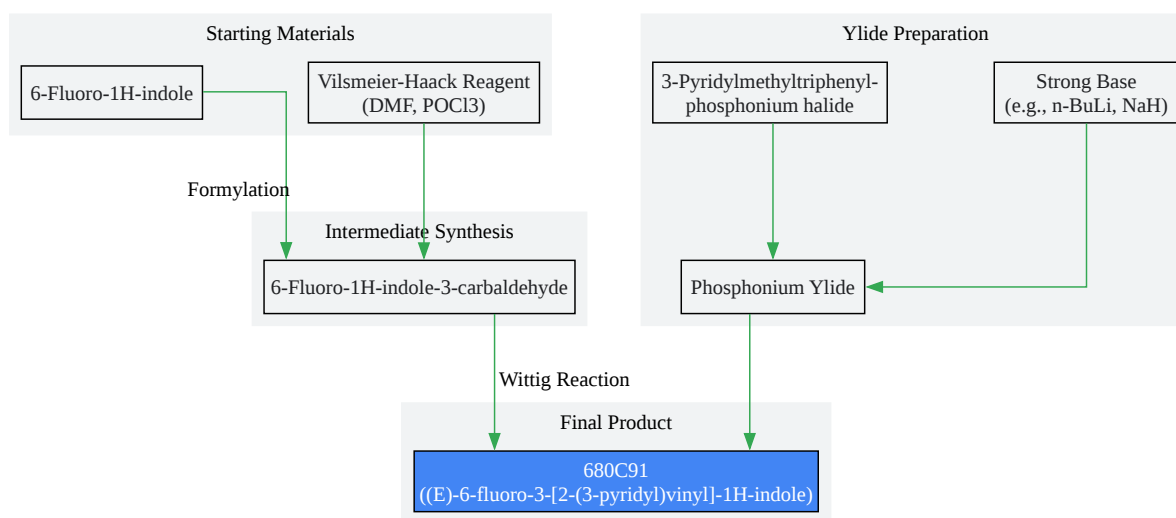 Starting Materials
6-Fluoro-1H-indole
Vilsmeier-Haack Reagent
(DMF, POCl3)
Ylide Preparation
3-Pyridylmethyltriphenyl-
phosphonium halide
Strong Base
(e.g., n-BuLi, NaH)
Formylation
Intermediate Synthesis
6-Fluoro-1H-indole-3-carbaldehyde
Phosphonium Ylide
Wittig Reaction
Final Product
680C91
((E)-6-fluoro-3-[2-(3-pyridyl)vinyl]-1H-indole)